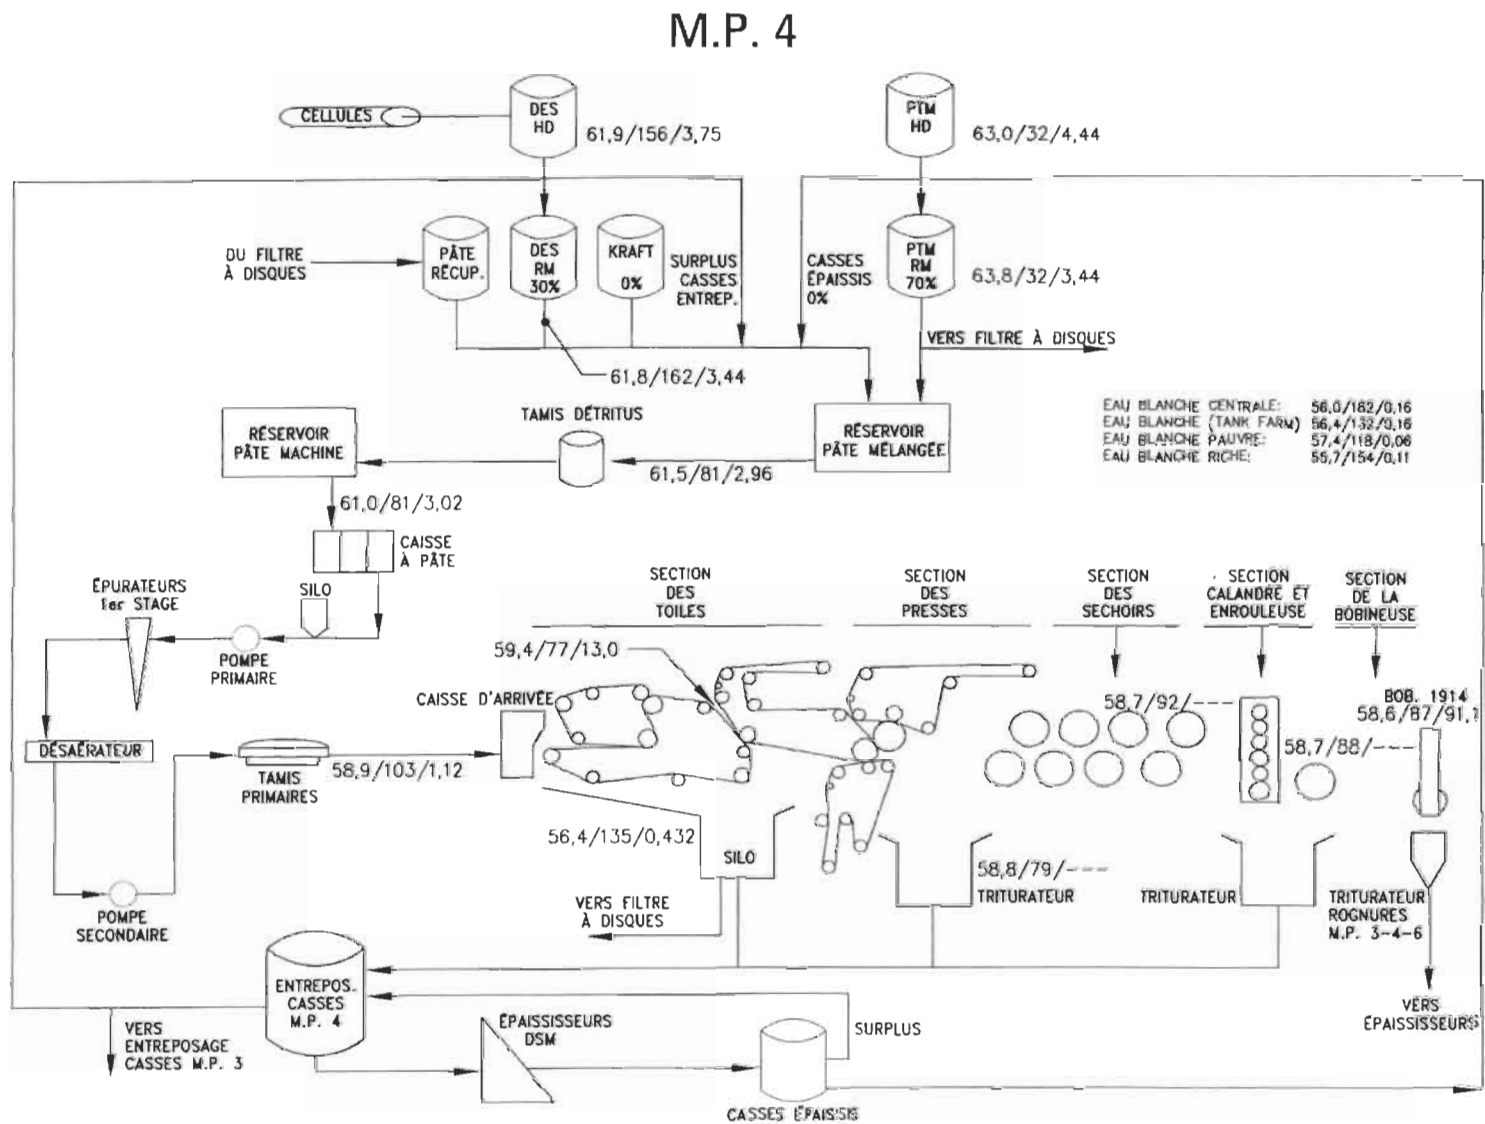 M.P. 4
CELLULES
DES
HD
61,9/156/3,75
PTM
HD
63,0/32/4,44
DU FILTRE
À DISQUES
PÂTE
RÉCUP.
DES
RM
30%
KRAFT
0%
SURPLUS
CASSES
ENTREP.
CASSES
ÉPAISSIS
0%
PTM
RM
70%
63,8/32/3,44
VERS FILTRE À DISQUES
61,8/162/3,44
RÉSERVOIR
PÂTE MACHINE
TAMIS DÉTRITUS
RÉSERVOIR
PÂTE MÉLANGÉE
61,5/81/2,96
EAU BLANCHE CENTRALE: 56,0/182/0,16
EAU BLANCHE (TANK FARM) 56,4/132/0,16
EAU BLANCHE PAUVRE: 57,4/118/0,06
EAU BLANCHE RICHE: 55,7/154/0,11
61,0/81/3,02
CAISSE
À PÂTE
ÉPURATEURS
1er STAGE
SILO
POMPE
PRIMAIRE
SECTION
DES
TOILES
SECTION
DES
PRESSES
SECTION
DES
SECHOIRS
SECTION
CALANDRE ET
ENROULEUSE
SECTION
DE LA
BOBINEUSE
59,4/77/13,0
CAISSE D'ARRIVÉE
58,7/92/---
BOB. 1914
58,6/87/91,1
58,7/88/---
DÉSAÉRATEUR
TAMIS
PRIMAIRES
58,9/103/1,12
56,4/135/0,432
SILO
58,8/79/---
TRITURATEUR
TRITURATEUR
TRITURATEUR
ROGNURES
M.P. 3-4-6
POMPE
SECONDAIRE
VERS FILTRE
À DISQUES
ENTREPOS.
CASSES
M.P. 4
VERS
ENTREPOSAGE
CASSES M.P. 3
ÉPAISSISSEURS
DSM
SURPLUS
CASSES ÉPAISSIS
VERS
ÉPAISSISSEURS